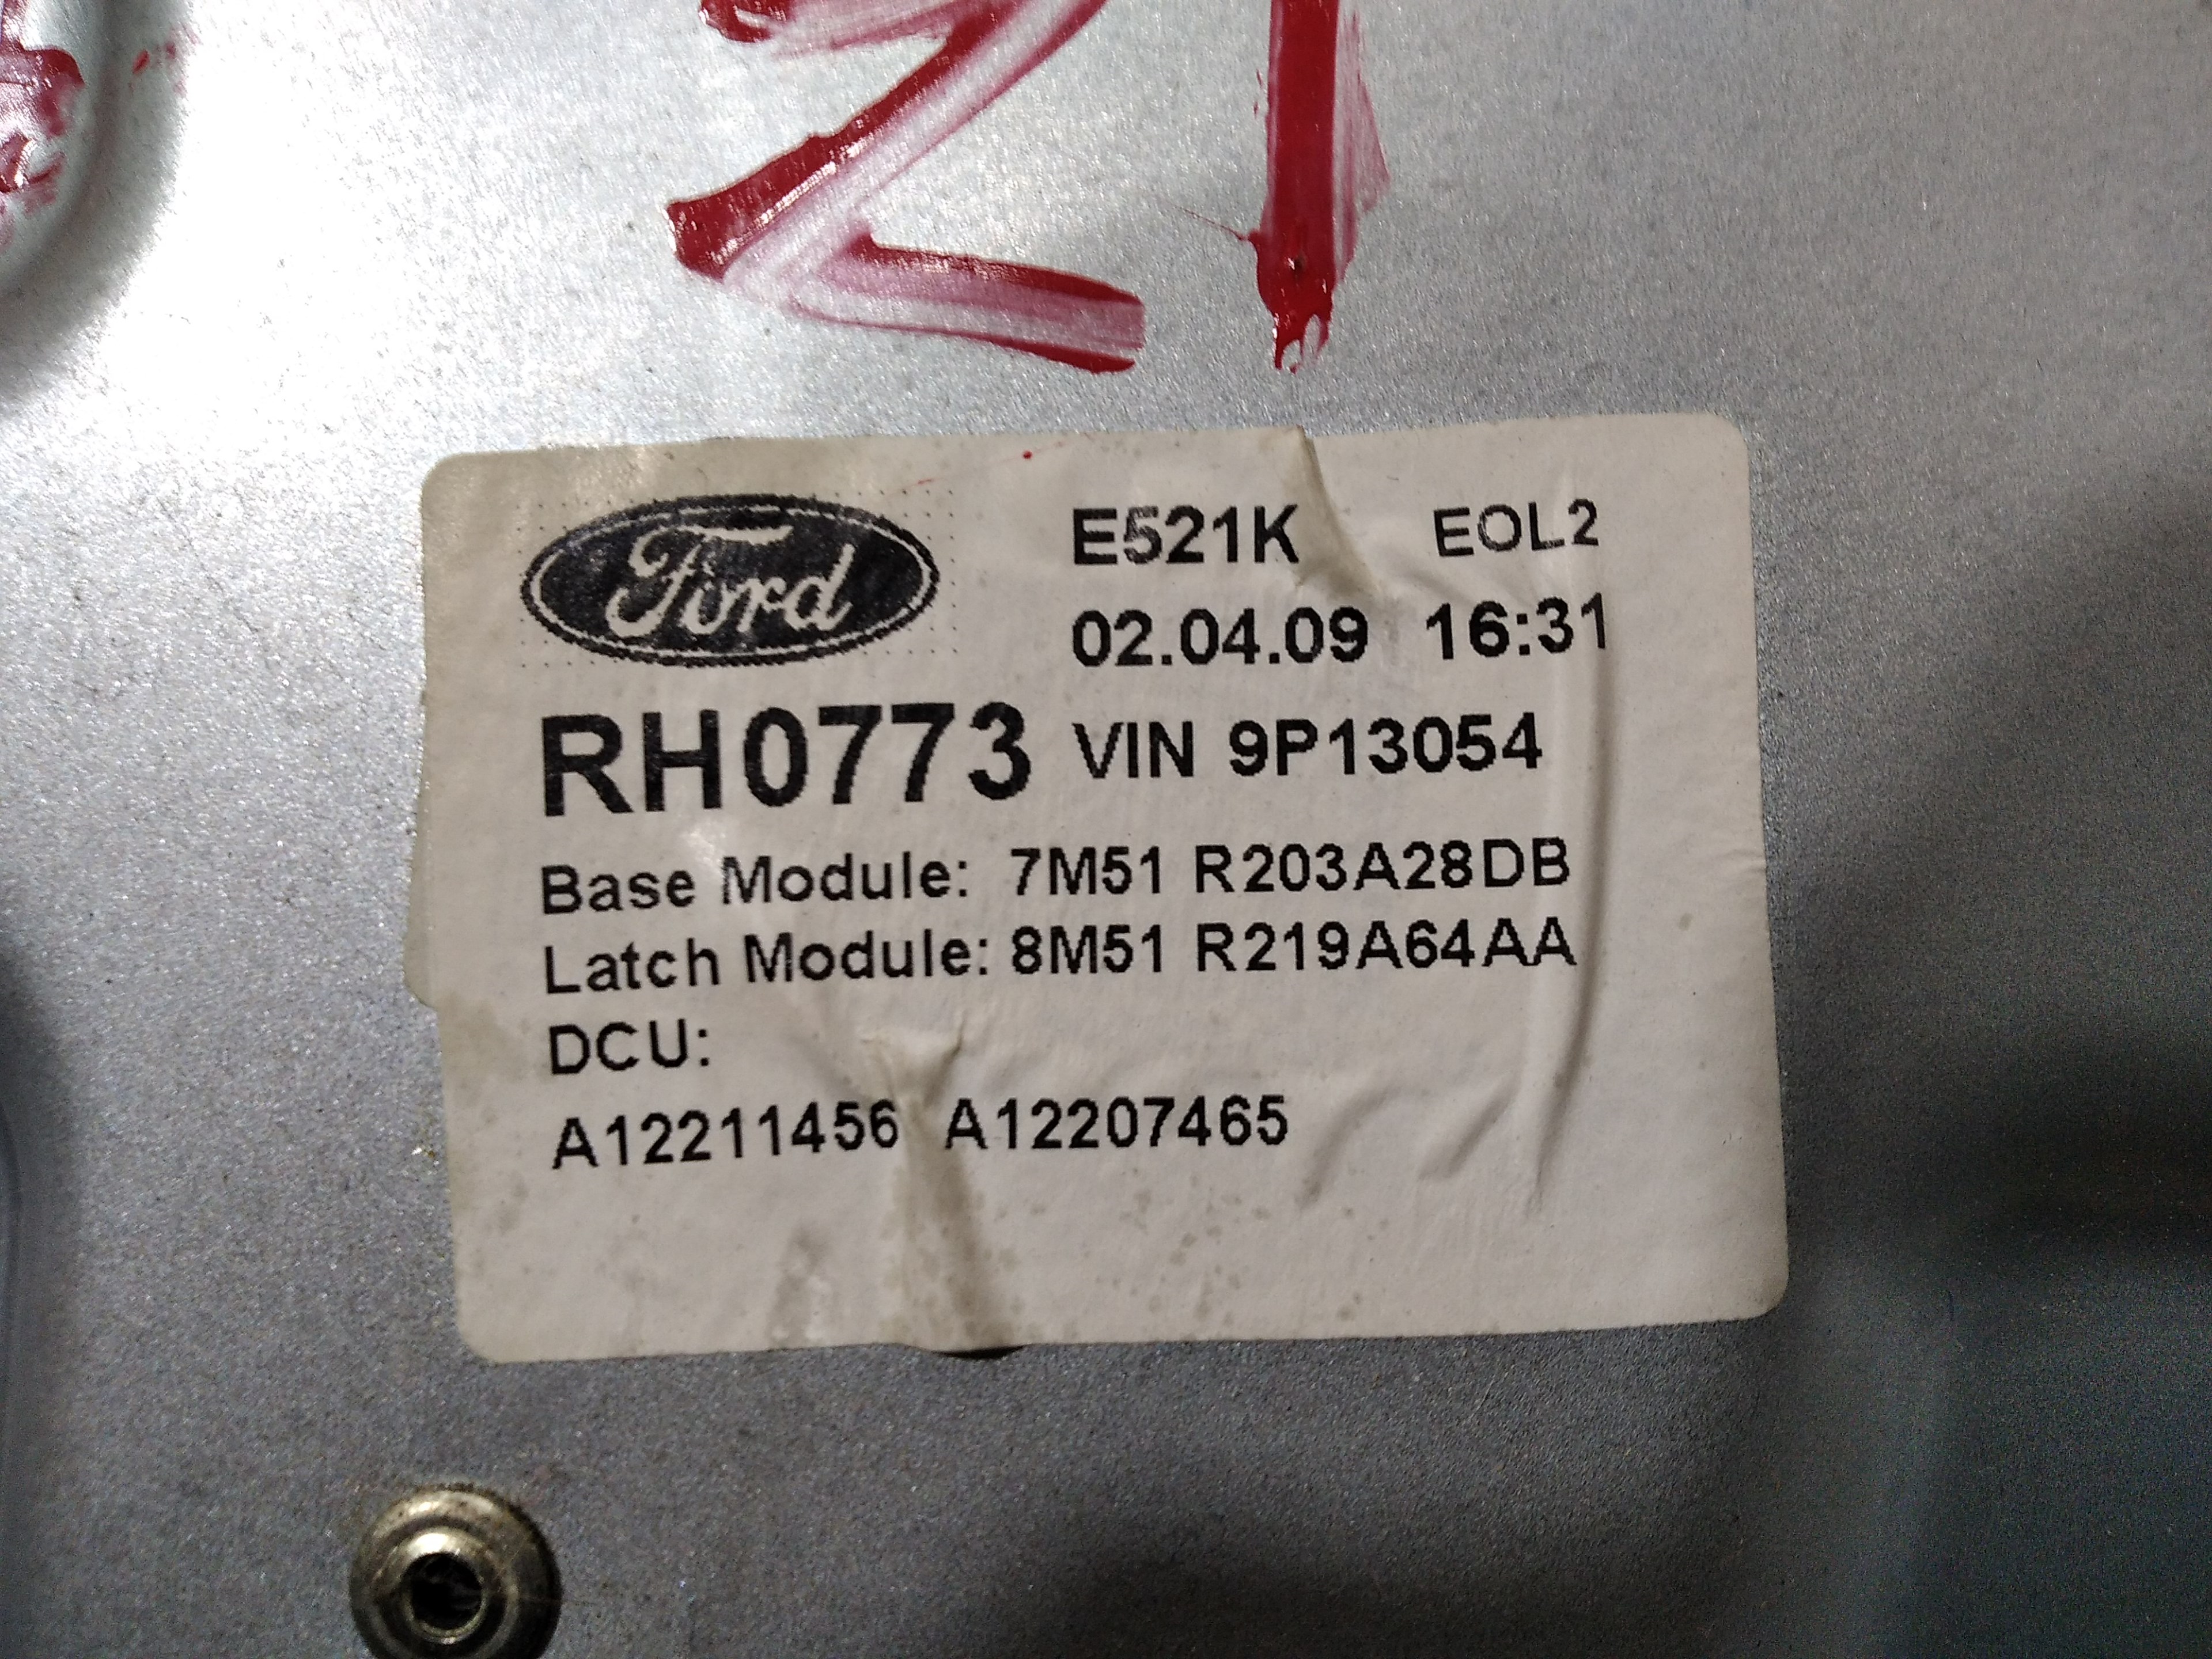 21
Ford E521K EOL2
02.04.09 16:31
RH0773 VIN 9P13054
Base Module: 7M51 R203A28DB
Latch Module: 8M51 R219A64AA
DCU:
A12211456 A12207465